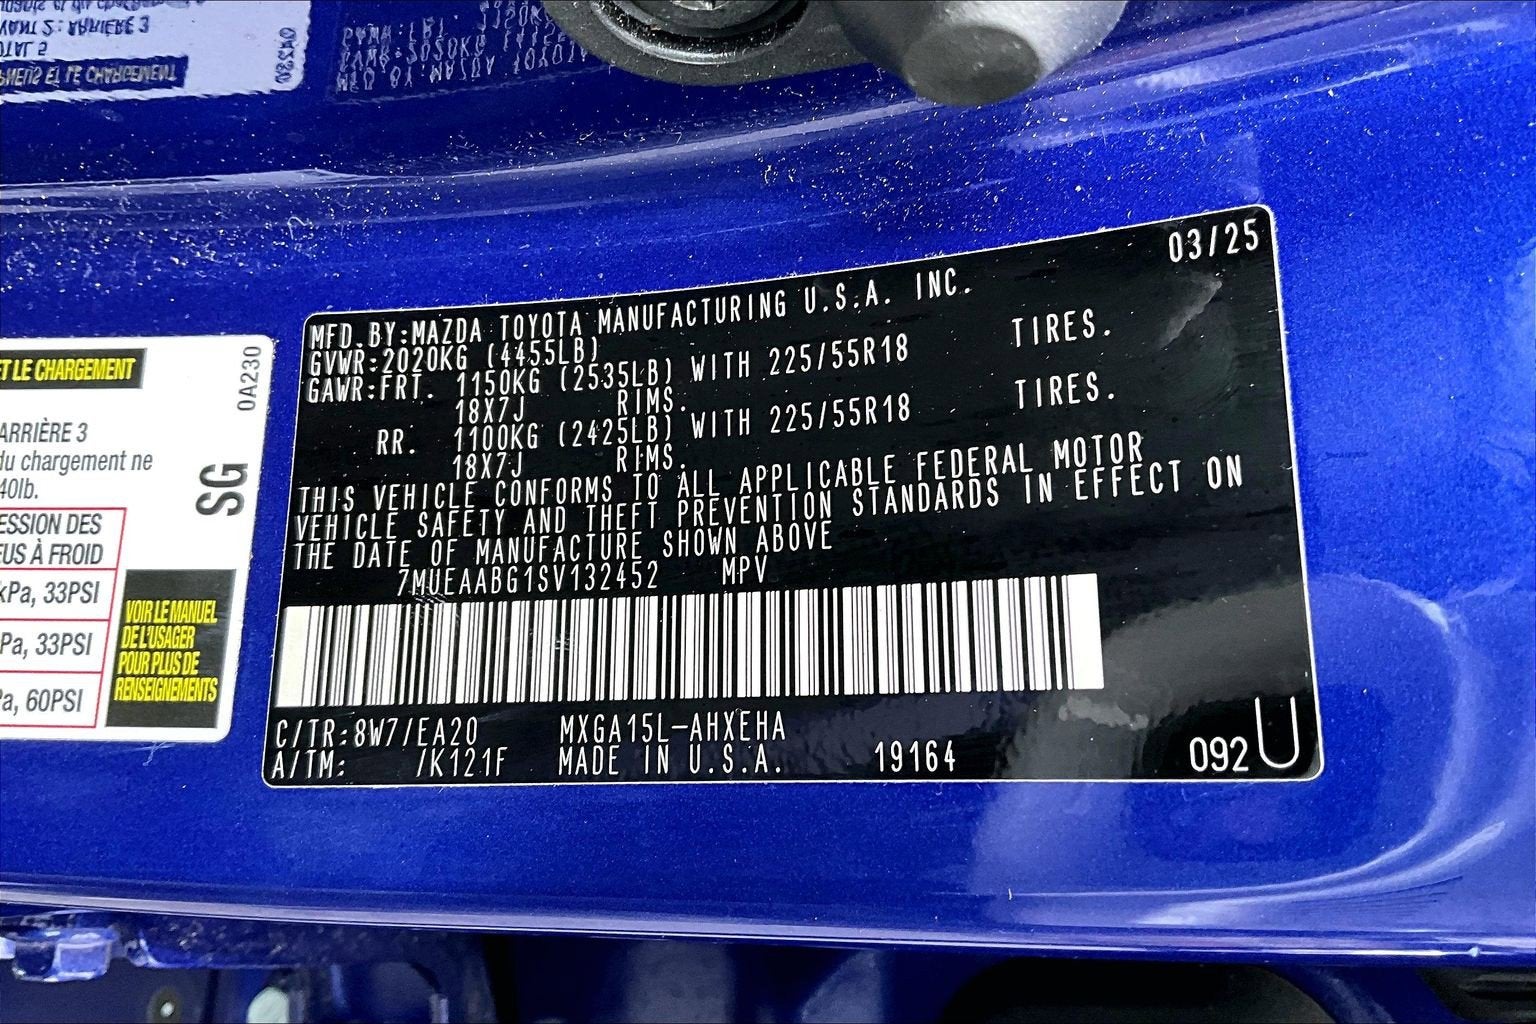 03/25
MFD.BY:MAZDA TOYOTA MANUFACTURING U.S.A. INC.
GVWR:2020KG (4455LB)
GAWR:FRT. 1150KG (2535LB) WITH 225/55R18 TIRES.
18X7J RIMS.
RR. 1100KG (2425LB) WITH 225/55R18 TIRES.
18X7J RIMS.
THIS VEHICLE CONFORMS TO ALL APPLICABLE FEDERAL MOTOR
VEHICLE SAFETY AND THEFT PREVENTION STANDARDS IN EFFECT ON
THE DATE OF MANUFACTURE SHOWN ABOVE
7MUEAABG1SV132452 MPV
C/TR:8W7/EA20 MXGA15L-AHXEHA
A/TM: /K121F MADE IN U.S.A. 19164 092 U
ET LE CHARGEMENT
0A230
ARRIÈRE 3
du chargement ne
40lb.
SG
ESSION DES
EUS À FROID
kPa, 33PSI
Pa, 33PSI
Pa, 60PSI
VOIR LE MANUEL
DE L'USAGER
POUR PLUS DE
RENSEIGNEMENTS